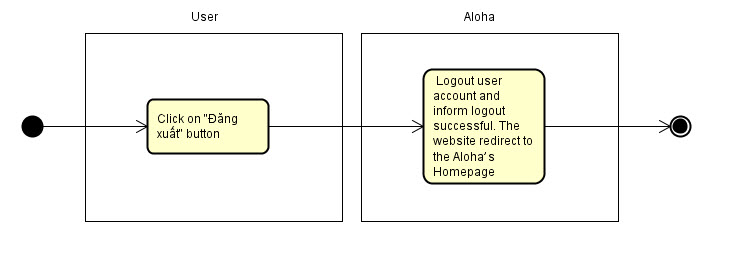 User
Aloha
Click on "Đăng
xuất" button
Logout user
account and
inform logout
successful. The
website redirect to
the Aloha's
Homepage